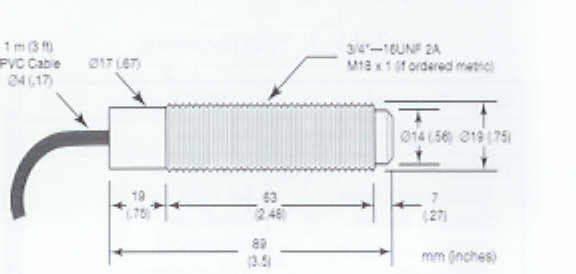 1 m (3 ft)
PVC Cable
Ø4 (.17)
Ø17 (.67)
3/4"—16UNF 2A
M18 x 1 (if ordered metric)
Ø14 (.56)
Ø19 (.75)
19
(.75)
63
(2.48)
7
(.27)
89
(3.5)
mm (inches)